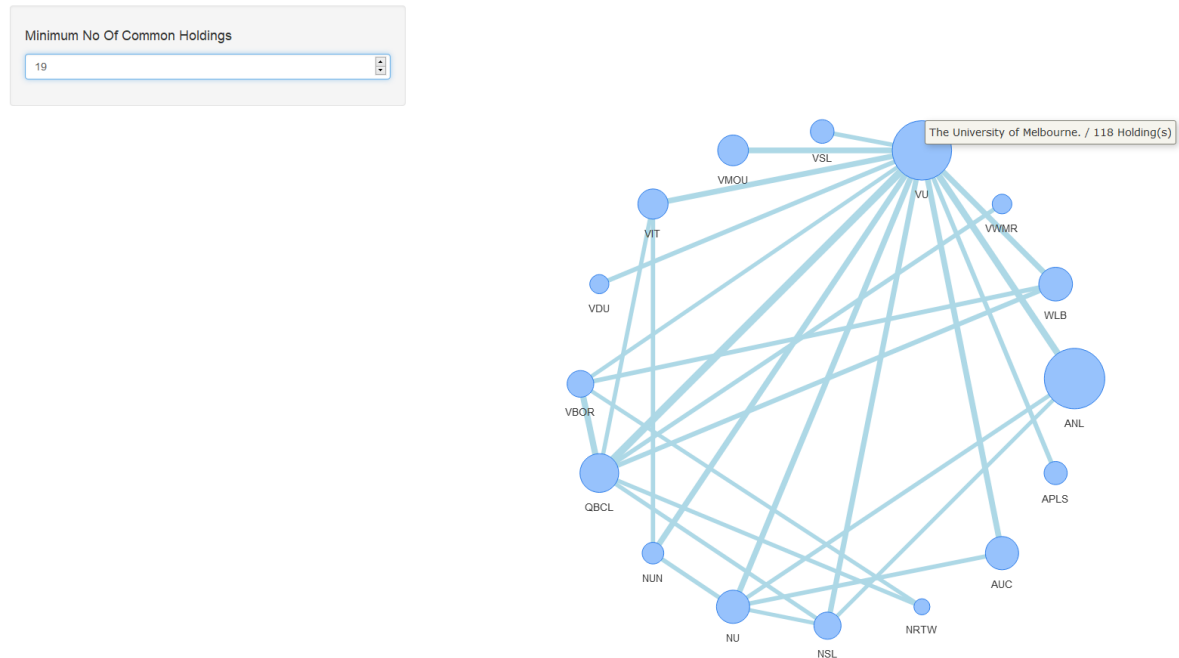 Minimum No Of Common Holdings
19
The University of Melbourne. / 118 Holding(s)
VSL
VMOU
VU
VWMR
VIT
VDU
WLB
VBOR
ANL
QBCL
APLS
NUN
AUC
NRTW
NU
NSL